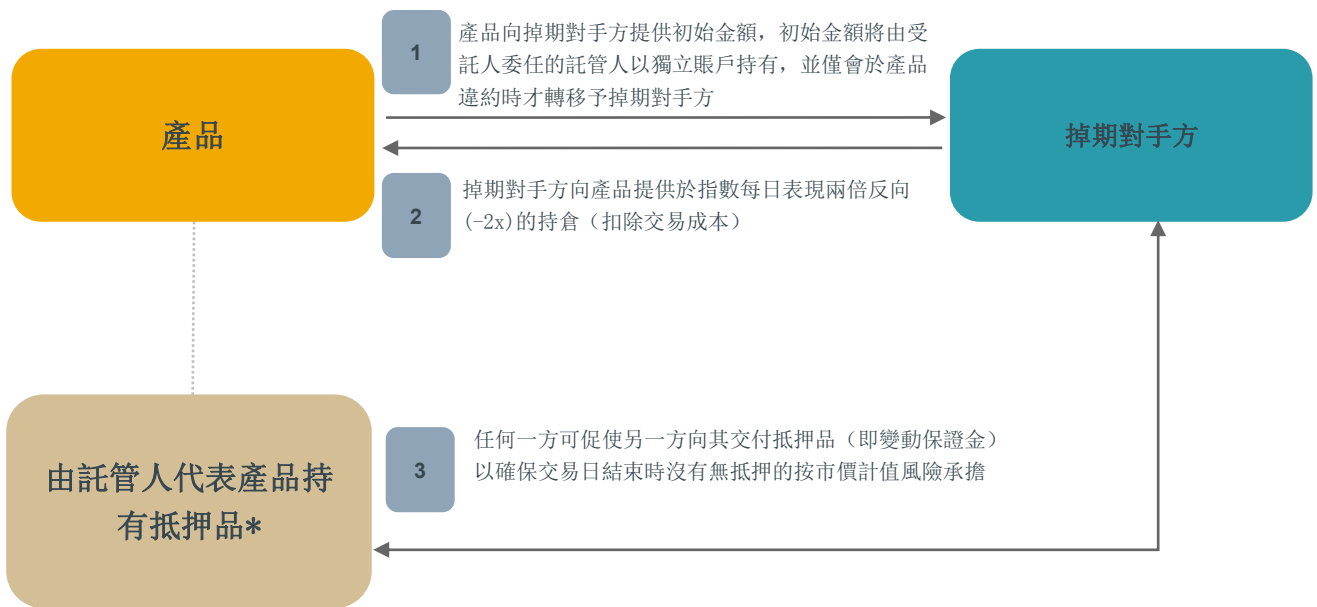 1
產品向掉期對手方提供初始金額，初始金額將由受
託人委任的託管人以獨立賬戶持有，並僅會於產品
違約時才轉移予掉期對手方
產品
掉期對手方
2
掉期對手方向產品提供於指數每日表現兩倍反向
(-2x)的持倉（扣除交易成本）
由託管人代表產品持
有抵押品*
3
任何一方可促使另一方向其交付抵押品（即變動保證金）
以確保交易日結束時沒有無抵押的按市價計值風險承擔